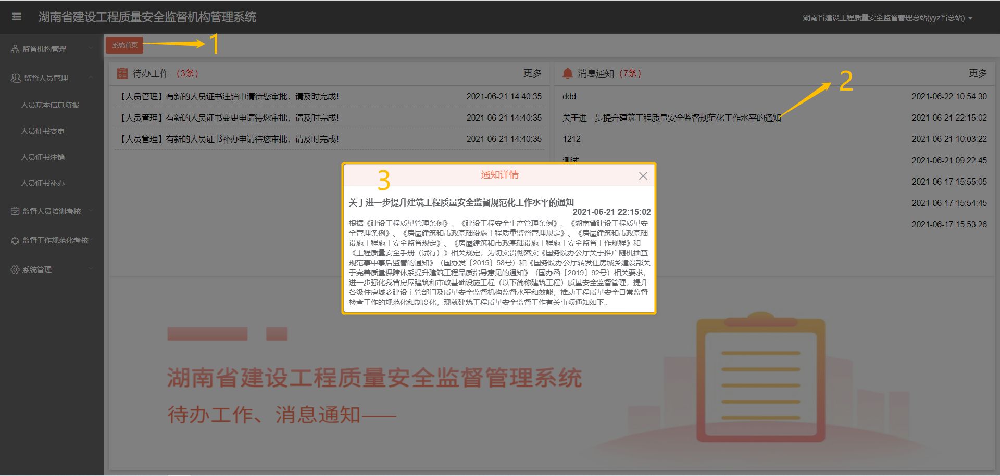 湖南省建设工程质量安全监督机构管理系统
湖南省建设工程质量安全监督管理总站(yyz省总站)
监督机构管理
监督人员管理
人员基本信息填报
人员证书变更
人员证书注销
人员证书补办
监督人员培训考核
监督工作规范化考核
系统管理
系统首页
1
待办工作 (3条) 更多
【人员管理】有新的人员证书注销申请待您审批，请及时完成! 2021-06-21 14:40:35
【人员管理】有新的人员证书变更申请待您审批，请及时完成! 2021-06-21 14:40:35
【人员管理】有新的人员证书补办申请待您审批，请及时完成! 2021-06-21 14:40:35
消息通知 (7条) 更多
2
ddd 2021-06-22 10:54:30
关于进一步提升建筑工程质量安全监督规范化工作水平的通知 2021-06-21 22:15:02
1212 2021-06-21 10:03:22
测试 2021-06-21 09:22:45
2021-06-17 15:55:05
2021-06-17 15:54:45
2021-06-17 15:53:26
3
通知详情
关于进一步提升建筑工程质量安全监督规范化工作水平的通知
2021-06-21 22:15:02
根据《建设工程质量管理条例》、《建设工程安全生产管理条例》、《湖南省建设工程质量安
全管理条例》、《房屋建筑和市政基础设施工程质量监督管理规定》、《房屋建筑和市政基础
设施工程施工安全监督规定》、《房屋建筑和市政基础设施工程施工安全监督工作规程》和
《工程质量安全手册（试行）》相关规定，为切实贯彻落实《国务院办公厅关于推广随机抽查
规范事中事后监管的通知》（国办发〔2015〕58号）和《国务院办公厅转发住房城乡建设部关
于完善质量保障体系提升建筑工程品质指导意见的通知》（国办函〔2019〕92号）相关要求，
进一步强化我省房屋建筑和市政基础设施工程（以下简称建筑工程）质量安全监督管理，提升
各级住房城乡建设主管部门及质量安全监督机构监督水平和效能，推动工程质量安全日常监督
检查工作的规范化和制度化，现就建筑工程质量安全监督工作有关事项通知如下。
湖南省建设工程质量安全监督管理系统
待办工作、消息通知——